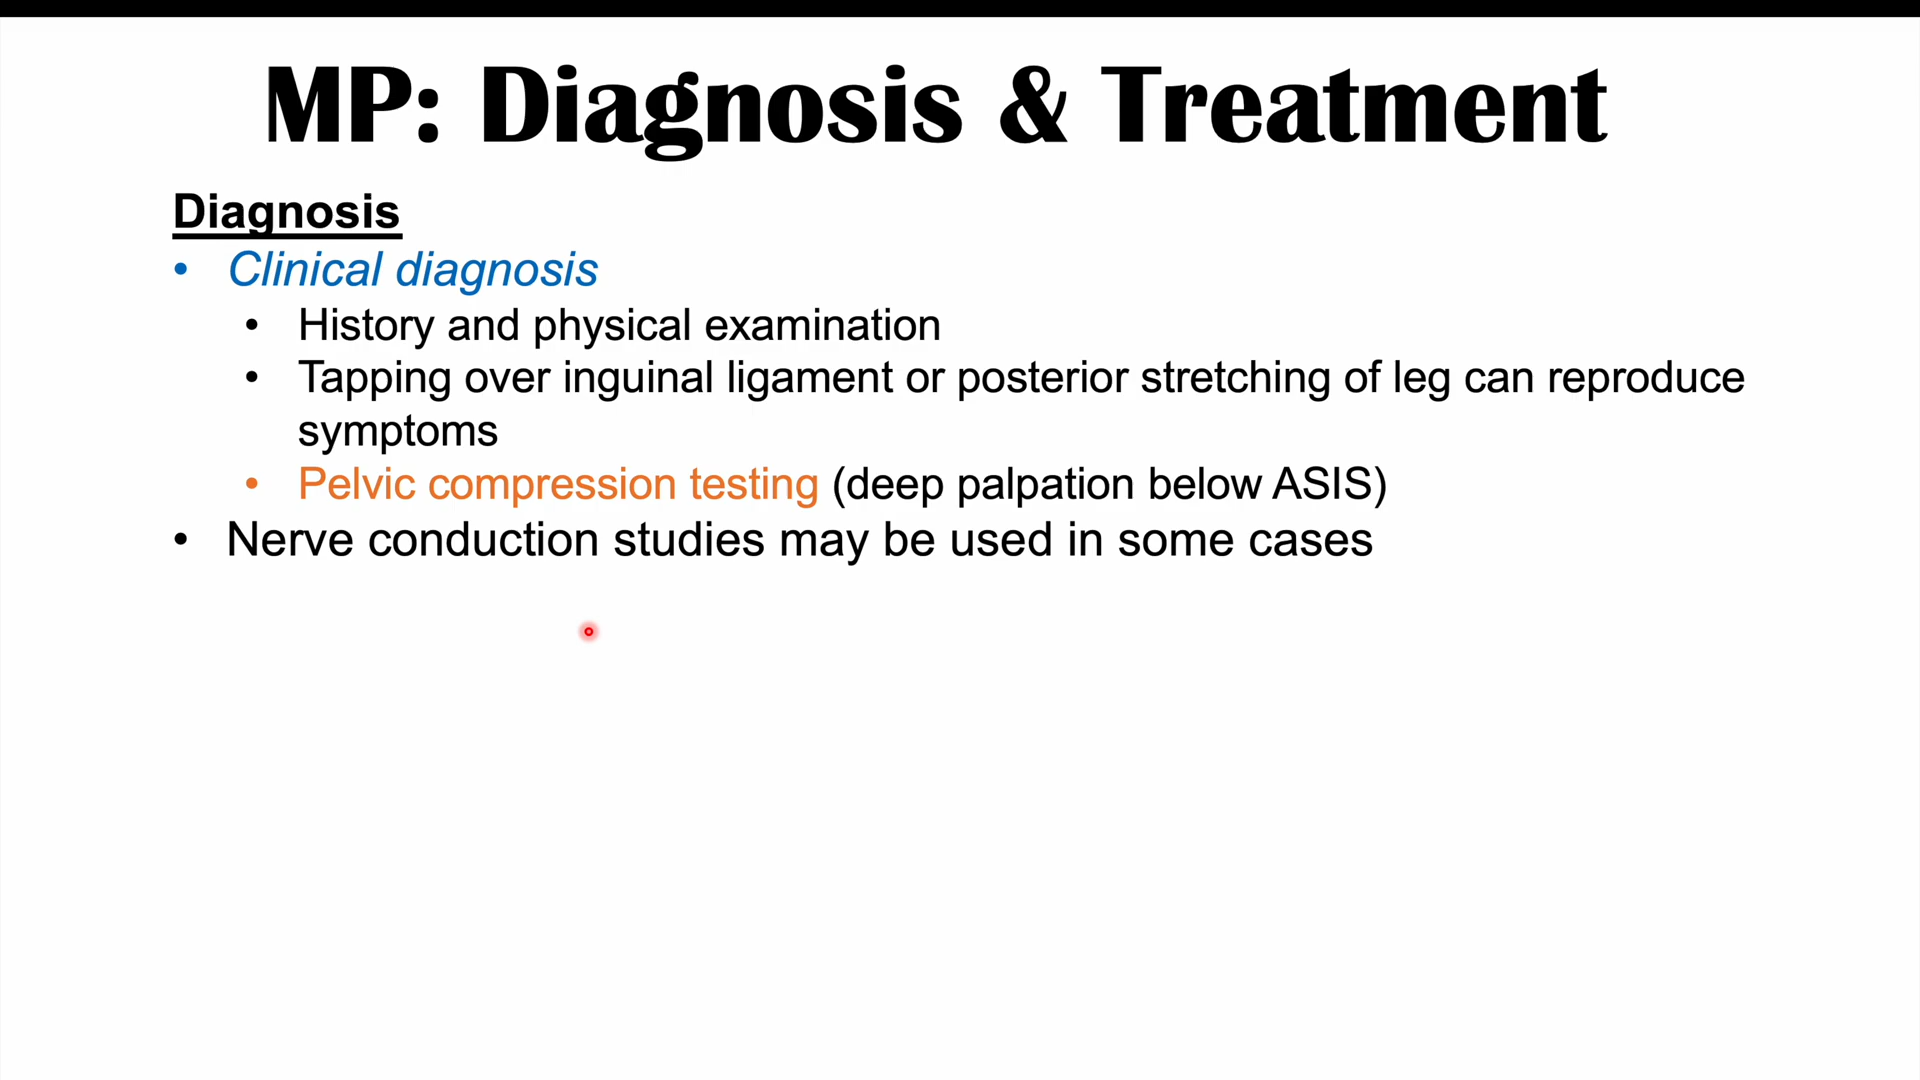 MP: Diagnosis & Treatment
Diagnosis
• Clinical diagnosis
• History and physical examination
• Tapping over inguinal ligament or posterior stretching of leg can reproduce
symptoms
• Pelvic compression testing (deep palpation below ASIS)
• Nerve conduction studies may be used in some cases